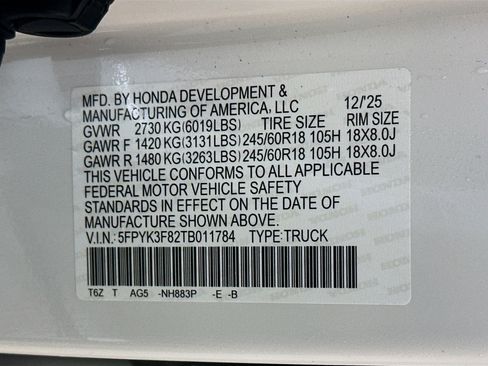 MFD. BY HONDA DEVELOPMENT &
MANUFACTURING OF AMERICA, LLC 12/'25
GVWR 2730 KG(6019LBS) TIRE SIZE RIM SIZE
GAWR F 1420 KG(3131LBS) 245/60R18 105H 18X8.0J
GAWR R 1480 KG(3263LBS) 245/60R18 105H 18X8.0J
THIS VEHICLE CONFORMS TO ALL APPLICABLE
FEDERAL MOTOR VEHICLE SAFETY
STANDARDS IN EFFECT ON THE DATE OF
MANUFACTURE SHOWN ABOVE.
V.I.N.: 5FPYK3F82TB011784 TYPE:TRUCK
T6Z T AG5 -NH883P -E -B